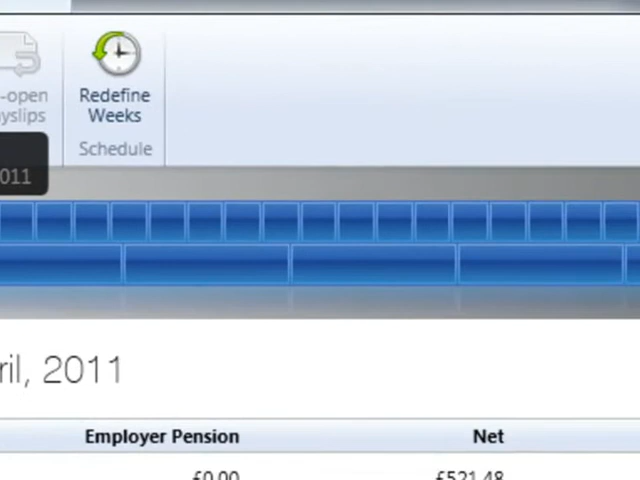 -open
yslips
Redefine
Weeks
Schedule
011
ril, 2011
Employer Pension Net
£0.00 £521.48